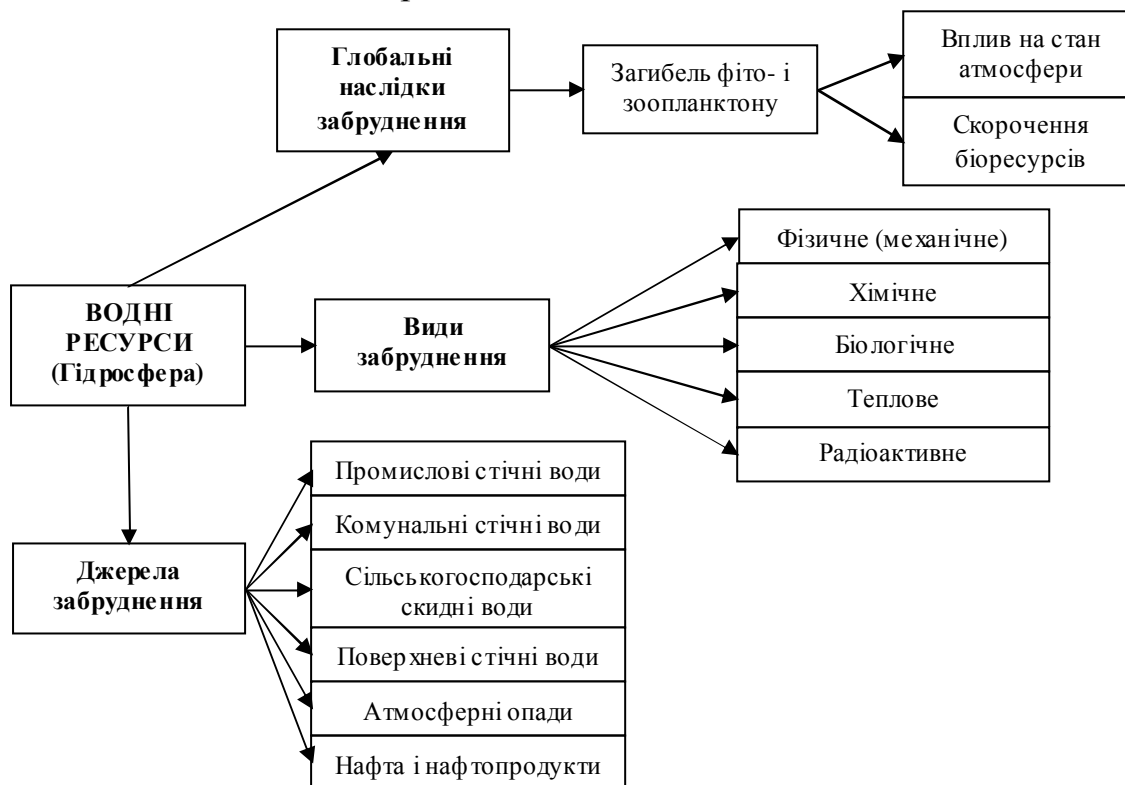 Глобальні
наслідки
забруднення
Загибель фіто- і
зоопланктону
Вплив на стан
атмосфери
Скорочення
біоресурсів
ВОДНІ
РЕСУРСИ
(Гідросфера)
Види
забруднення
Фізичне (механічне)
Хімічне
Біологічне
Теплове
Радіоактивне
Джерела
забруднення
Промислові стічні води
Комунальні стічні води
Сільськогосподарські
скидні води
Поверхневі стічні води
Атмосферні опади
Нафта і нафтопродукти